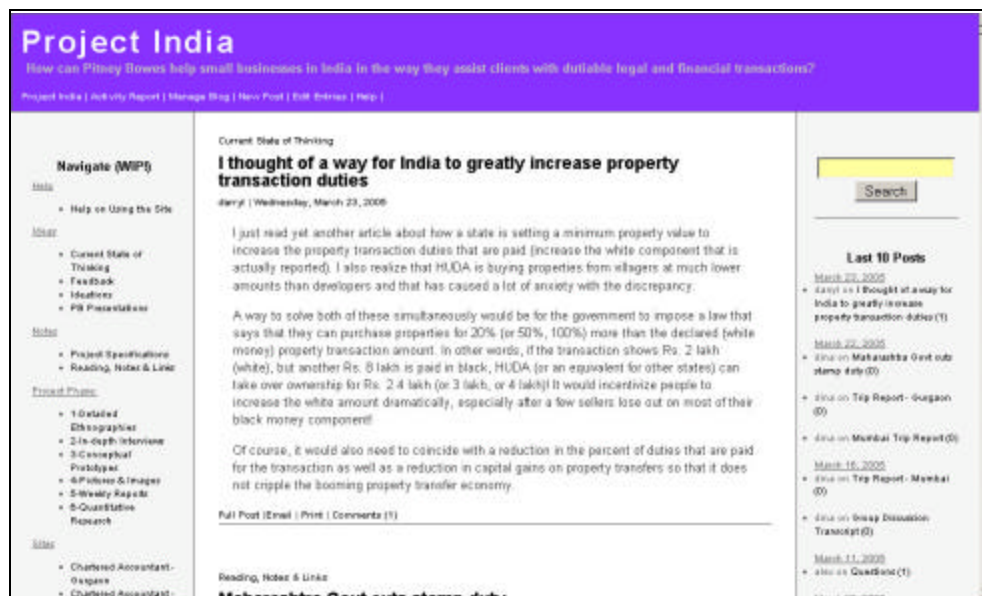 Project India
How can Pitney Bowes help small businesses in India in the way they assist clients with dutiable legal and financial transactions?
Project India | Activity Report | Manage Blog | New Post | Edit Entries | Help |
Navigate (WIP!)
Help
• Help on Using the Site
Ideas
• Current State of
Thinking
• Feedback
• Ideations
• PB Presentations
Notes
• Project Specifications
• Reading, Notes & Links
Project Phases
• 1-Detailed
Ethnographies
• 2-In-depth Interviews
• 3-Conceptual
Prototypes
• 4-Pictures & Images
• 5-Weekly Reports
• 6-Quantitative
Research
Sites
• Chartered Accountant-
Gurgaon
• Chartered Accountant-
Current State of Thinking
I thought of a way for India to greatly increase property
transaction duties
darryl | Wednesday, March 23, 2005
I just read yet another article about how a state is setting a minimum property value to
increase the property transaction duties that are paid (increase the white component that is
actually reported). I also realize that HUDA is buying properties from villagers at much lower
amounts than developers and that has caused a lot of anxiety with the discrepancy.
A way to solve both of these simultaneously would be for the government to impose a law that
says that they can purchase properties for 20% (or 50%, 100%) more than the declared (white
money) property transaction amount. In other words, if the transaction shows Rs. 2 lakh
(white), but another Rs. 8 lakh is paid in black, HUDA (or an equivalent for other states) can
take over ownership for Rs. 2.4 lakh (or 3 lakh, or 4 lakh)! It would incentivize people to
increase the white amount dramatically, especially after a few sellers lose out on most of their
black money component!
Of course, it would also need to coincide with a reduction in the percent of duties that are paid
for the transaction as well as a reduction in capital gains on property transfers so that it does
not cripple the booming property transfer economy.
Full Post |Email | Print | Comments (1)
Reading, Notes & Links
Maharashtra Govt cuts stamp duty
Search
Last 10 Posts
March 23, 2005
• darryl on I thought of a way for
India to greatly increase
property transaction duties (1)
March 22, 2005
• dina on Maharashtra Govt cuts
stamp duty (0)
• dina on Trip Report- Gurgaon
(0)
• dina on Mumbai Trip Report (0)
March 16, 2005
• dina on Trip Report- Mumbai
(0)
• dina on Group Discussion
Transcript (0)
March 11, 2005
• alex on Questions (1)